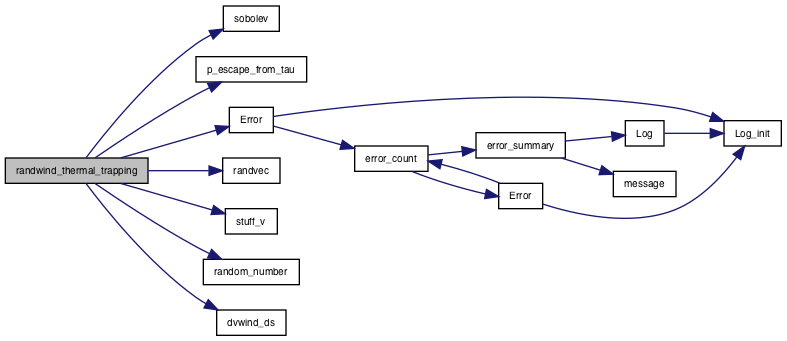 sobolev
p_escape_from_tau
Error
randwind_thermal_trapping
randvec
stuff_v
random_number
dvwind_ds
error_count
error_summary
Error
Log
message
Log_init